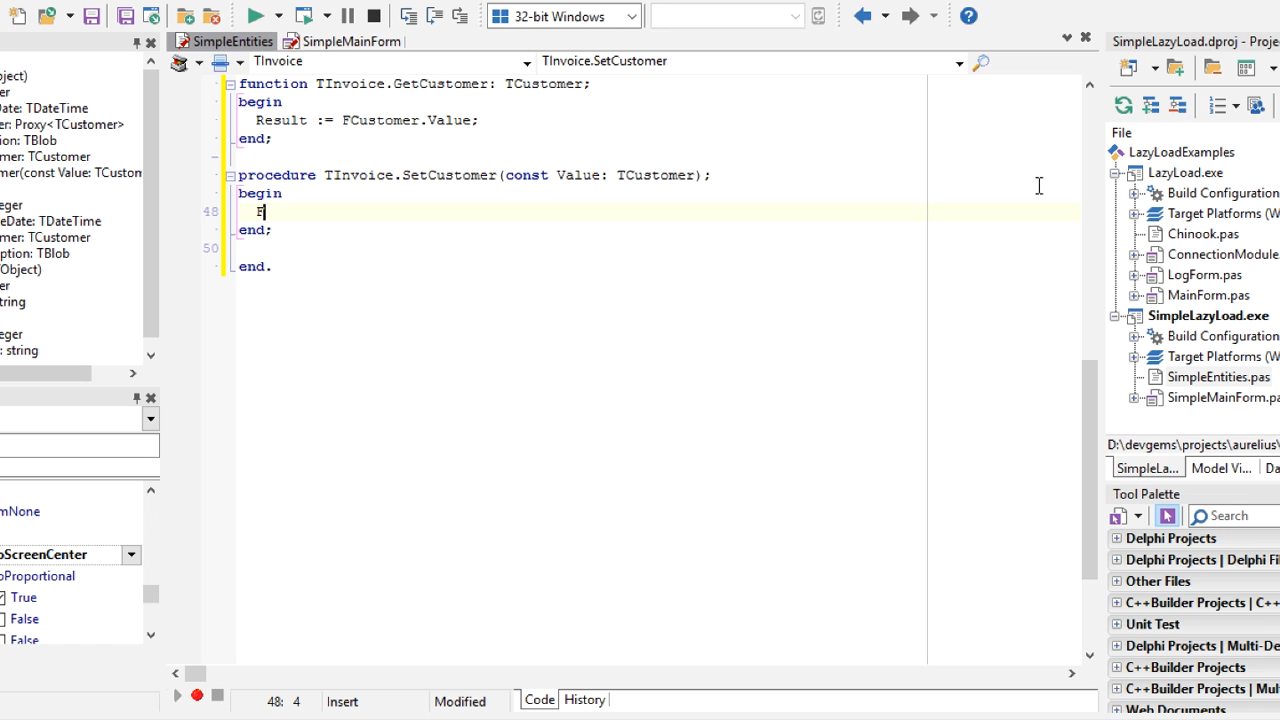 32-bit Windows
SimpleEntities
SimpleMainForm
TInvoice
TInvoice.SetCustomer
function TInvoice.GetCustomer: TCustomer;
begin
Result := FCustomer.Value;
end;
procedure TInvoice.SetCustomer(const Value: TCustomer);
begin
48 F
end;
50
end.
48: 4 Insert Modified Code History
oject)
er
Date: TDateTime
er: Proxy<TCustomer>
ion: TBlob
mer: TCustomer
mer(const Value: TCustom
eger
eDate: TDateTime
omer: TCustomer
ption: TBlob
Object)
er
tring
eger
: string
mNone
oScreenCenter
oProportional
True
False
False
SimpleLazyLoad.dproj - Projec
File
LazyLoadExamples
LazyLoad.exe
Build Configuration
Target Platforms (W
Chinook.pas
ConnectionModule.
LogForm.pas
MainForm.pas
SimpleLazyLoad.exe
Build Configuration
Target Platforms (W
SimpleEntities.pas
SimpleMainForm.pa
D:\devgems\projects\aurelius\
SimpleLa... Model Vi... Da
Tool Palette
Search
Delphi Projects
Delphi Projects | Delphi Fi
Other Files
C++Builder Projects | C++
Unit Test
Delphi Projects | Multi-De
C++Builder Projects
C++Builder Projects | Mul
Web Documents